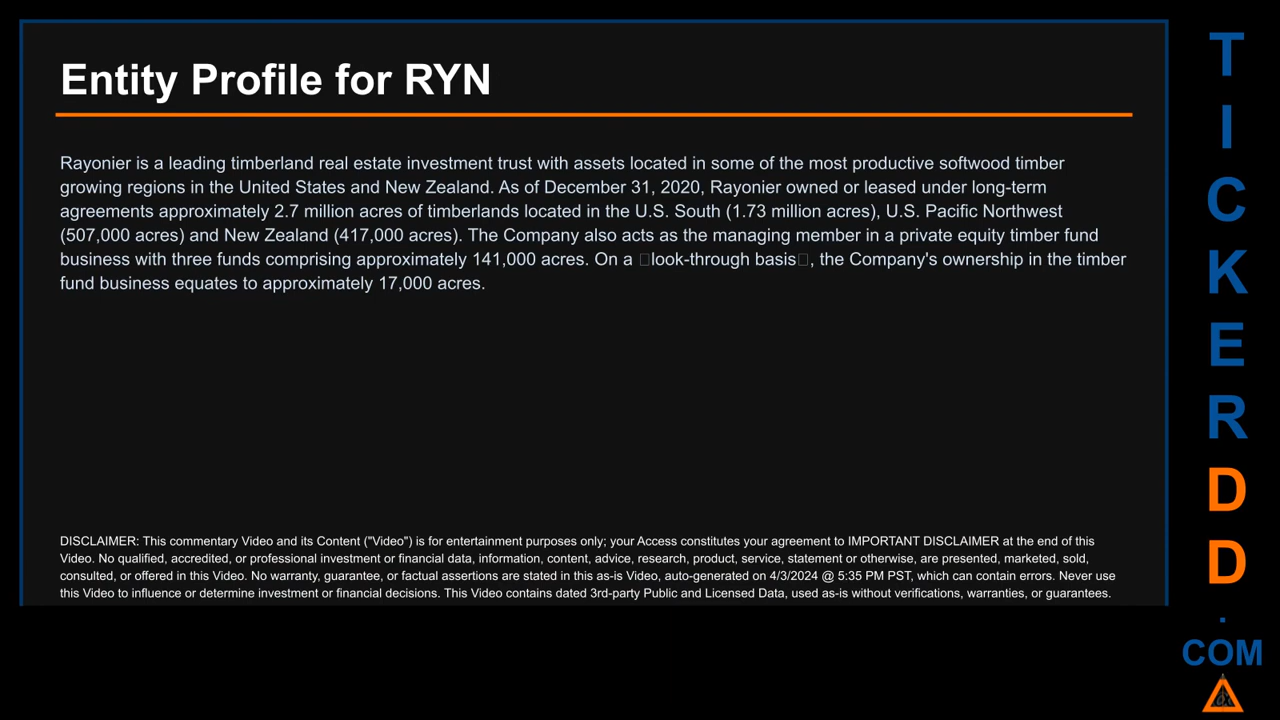 Entity Profile for RYN
Rayonier is a leading timberland real estate investment trust with assets located in some of the most productive softwood timber
growing regions in the United States and New Zealand. As of December 31, 2020, Rayonier owned or leased under long-term
agreements approximately 2.7 million acres of timberlands located in the U.S. South (1.73 million acres), U.S. Pacific Northwest
(507,000 acres) and New Zealand (417,000 acres). The Company also acts as the managing member in a private equity timber fund
business with three funds comprising approximately 141,000 acres. On a □look-through basis□, the Company's ownership in the timber
fund business equates to approximately 17,000 acres.
DISCLAIMER: This commentary Video and its Content ("Video") is for entertainment purposes only; your Access constitutes your agreement to IMPORTANT DISCLAIMER at the end of this
Video. No qualified, accredited, or professional investment or financial data, information, content, advice, research, product, service, statement or otherwise, are presented, marketed, sold,
consulted, or offered in this Video. No warranty, guarantee, or factual assertions are stated in this as-is Video, auto-generated on 4/3/2024 @ 5:35 PM PST, which can contain errors. Never use
this Video to influence or determine investment or financial decisions. This Video contains dated 3rd-party Public and Licensed Data, used as-is without verifications, warranties, or guarantees.
T
I
C
K
E
R
D
D
.
COM